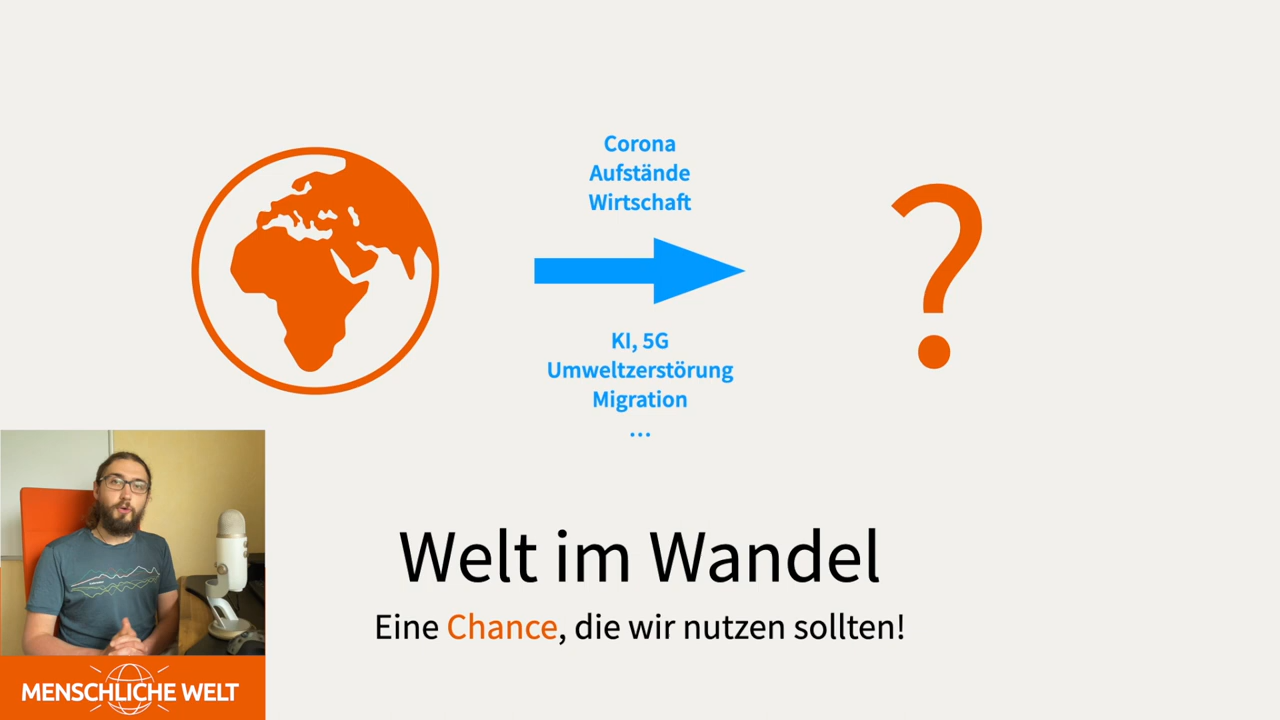 Corona
Aufstände
Wirtschaft
?
KI, 5G
Umweltzerstörung
Migration
...
Welt im Wandel
Eine Chance, die wir nutzen sollten!
MENSCHLICHE WELT